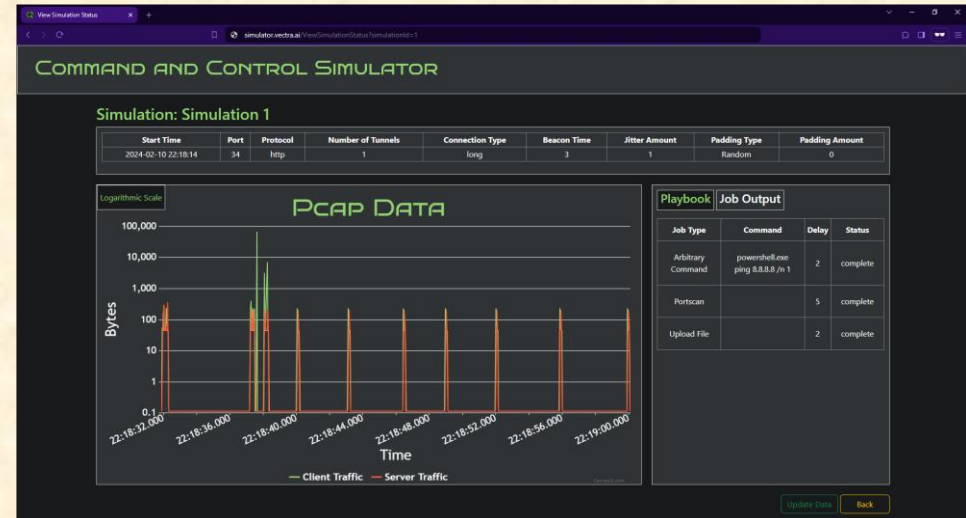 View Simulation Status
simulator.vectra.ai/ViewSimulationStatus?simulationId=1
Command and Control Simulator
Simulation: Simulation 1
Start Time Port Protocol Number of Tunnels Connection Type Beacon Time Jitter Amount Padding Type Padding Amount
2024-02-10 22:18:14 34 http 1 long 3 1 Random 0
Logarithmic Scale
Pcap Data
100,000
10,000
1,000
100
10
1
0.1
Bytes
22:18:32.000 22:18:36.000 22:18:40.000 22:18:44.000 22:18:48.000 22:18:52.000 22:18:56.000 22:19:00.000
Time
Client Traffic Server Traffic
Playbook Job Output
Job Type Command Delay Status
Arbitrary Command powershell.exe ping 8.8.8.8 /n 1 2 complete
Portscan 5 complete
Upload File 2 complete
Update Data Back